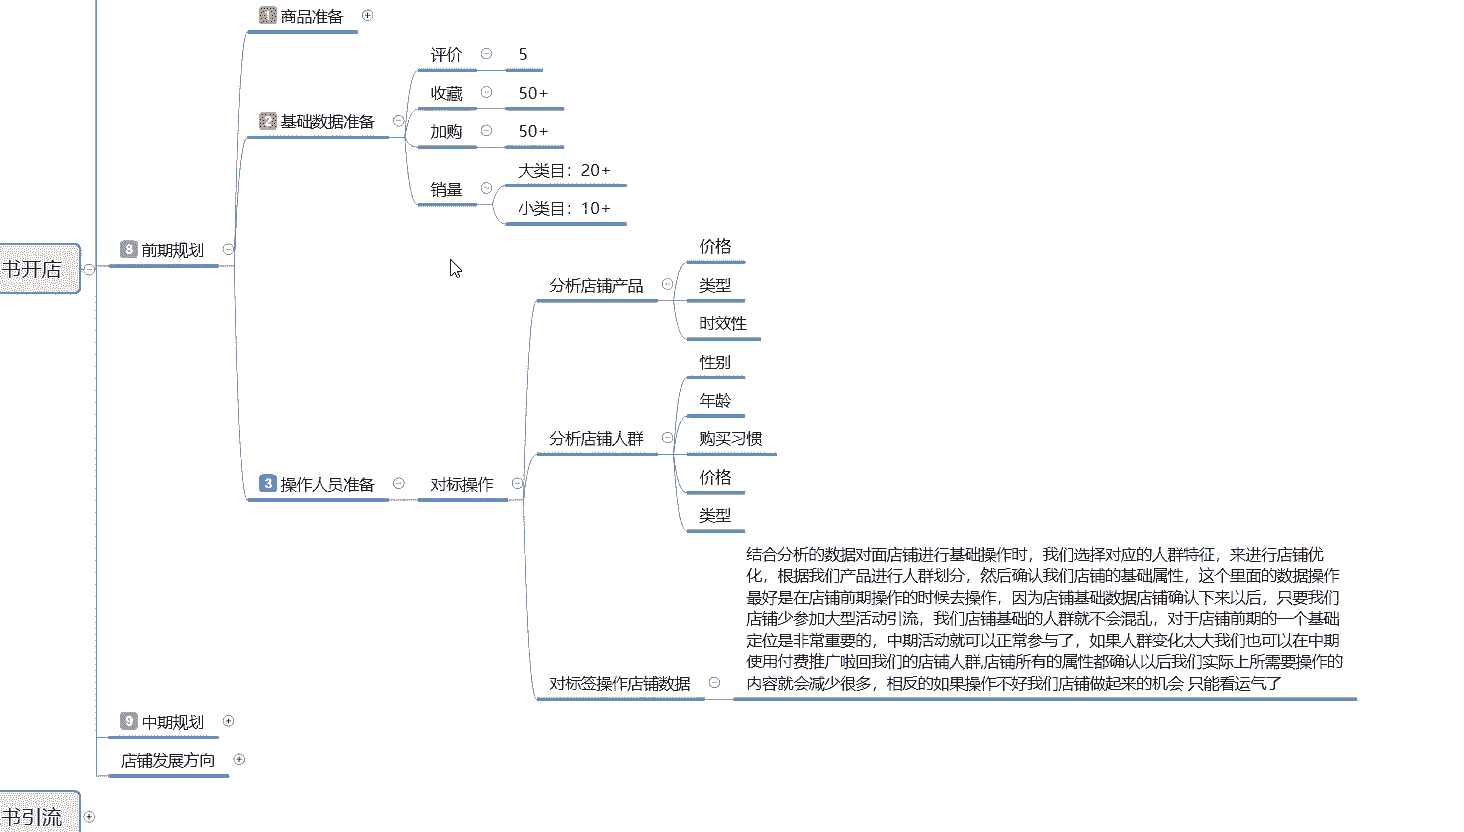 1 商品准备
评价
5
收藏
50+
2 基础数据准备
加购
50+
销量
大类目：20+
小类目：10+
书开店
8 前期规划
分析店铺产品
价格
类型
时效性
分析店铺人群
性别
年龄
购买习惯
价格
类型
3 操作人员准备
对标操作
对标签操作店铺数据
结合分析的数据对面店铺进行基础操作时，我们选择对应的人群特征，来进行店铺优
化，根据我们产品进行人群划分，然后确认我们店铺的基础属性，这个里面的数据操作
最好是在店铺前期操作的时候去操作，因为店铺基础数据店铺确认下来以后，只要我们
店铺少参加大型活动引流，我们店铺基础的人群就不会混乱，对于店铺前期的一个基础
定位是非常重要的，中期活动就可以正常参与了，如果人群变化太大我们也可以在中期
使用付费推广啦回我们的店铺人群,店铺所有的属性都确认以后我们实际上所需要操作的
内容就会减少很多，相反的如果操作不好我们店铺做起来的机会 只能看运气了
9 中期规划
店铺发展方向
书引流